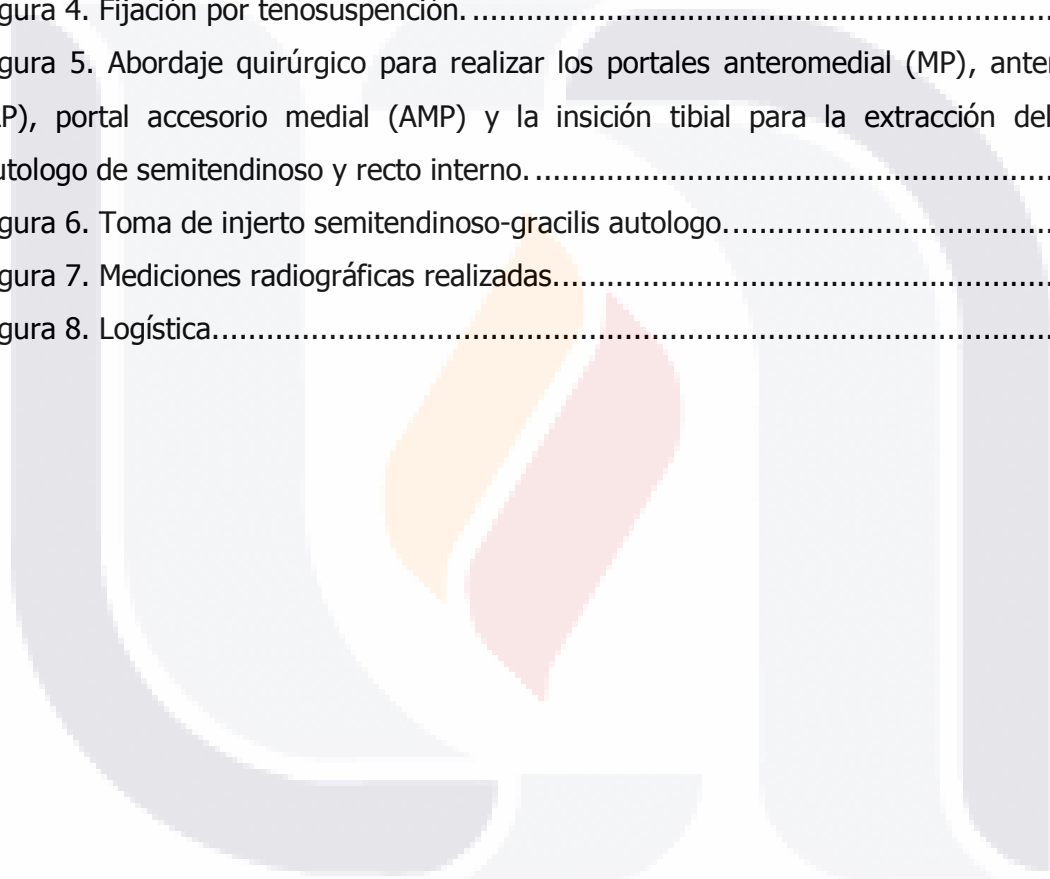 gura 4. Fijación por tenosuspención. ....................................................................
gura 5. Abordaje quirúrgico para realizar los portales anteromedial (MP), anter
P), portal accesorio medial (AMP) y la insición tibial para la extracción del
utologo de semitendinoso y recto interno. ............................................................
gura 6. Toma de injerto semitendinoso-gracilis autologo. ....................................
gura 7. Mediciones radiográficas realizadas. .........................................................
gura 8. Logística. ....................................................................................................